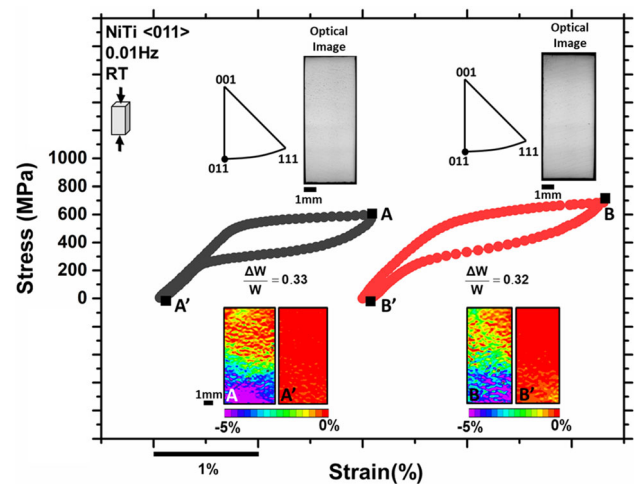 NiTi <011>
0.01Hz
RT
Optical
Image
001
111
011
1mm
Optical
Image
001
111
011
1mm
Stress (MPa)
1000
800
600
400
200
0
A
A’
ΔW
W
= 0.33
B
B’
ΔW
W
= 0.32
1mm
A
A’
-5%
0%
B
B’
-5%
0%
1%
Strain(%)